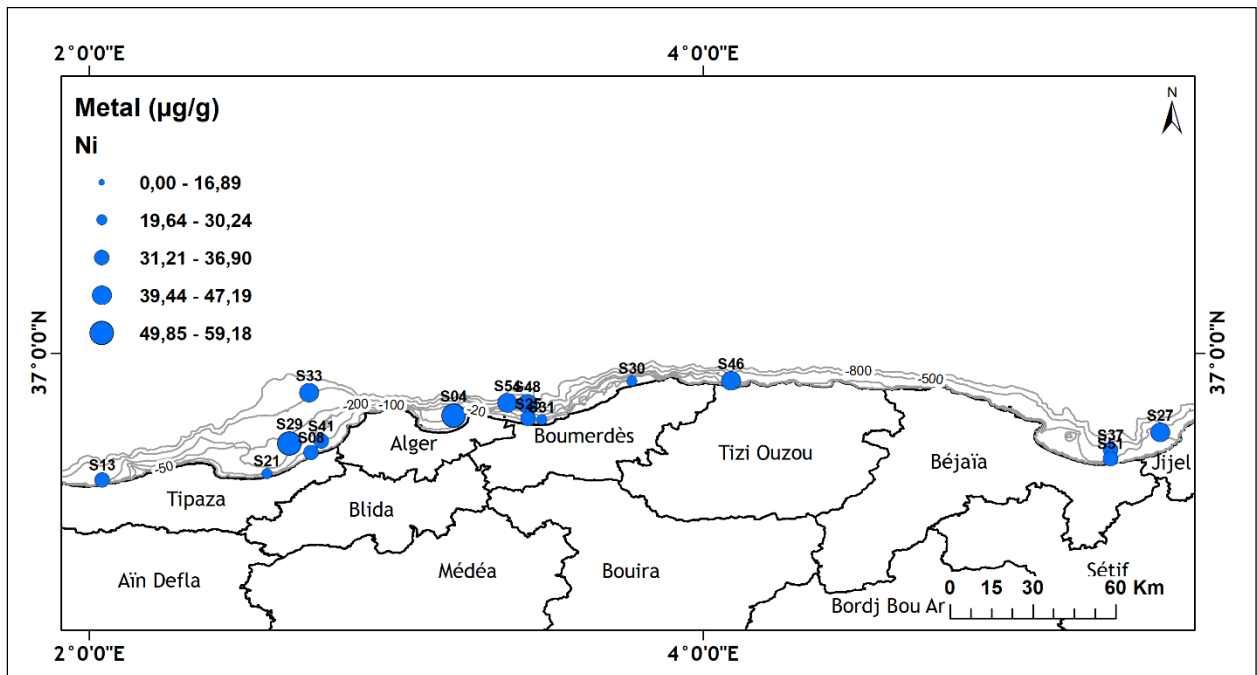 2°0'0"E
4°0'0"E
Metal (µg/g)
Ni
0,00 - 16,89
19,64 - 30,24
31,21 - 36,90
39,44 - 47,19
49,85 - 59,18
N
37°0'0"N
37°0'0"N
S30
S46
-800
-500
S33
S54
S48
S04
-20
-200
-100
S31
S27
S29
S41
S08
Alger
Boumerdès
Tizi Ouzou
Béjaïa
S37
S51
Jijel
S13
-50
S21
Tipaza
Blida
Aïn Defla
Médéa
Bouira
Sétif
0 15 30 60 Km
Bordj Bou Ar
2°0'0"E
4°0'0"E